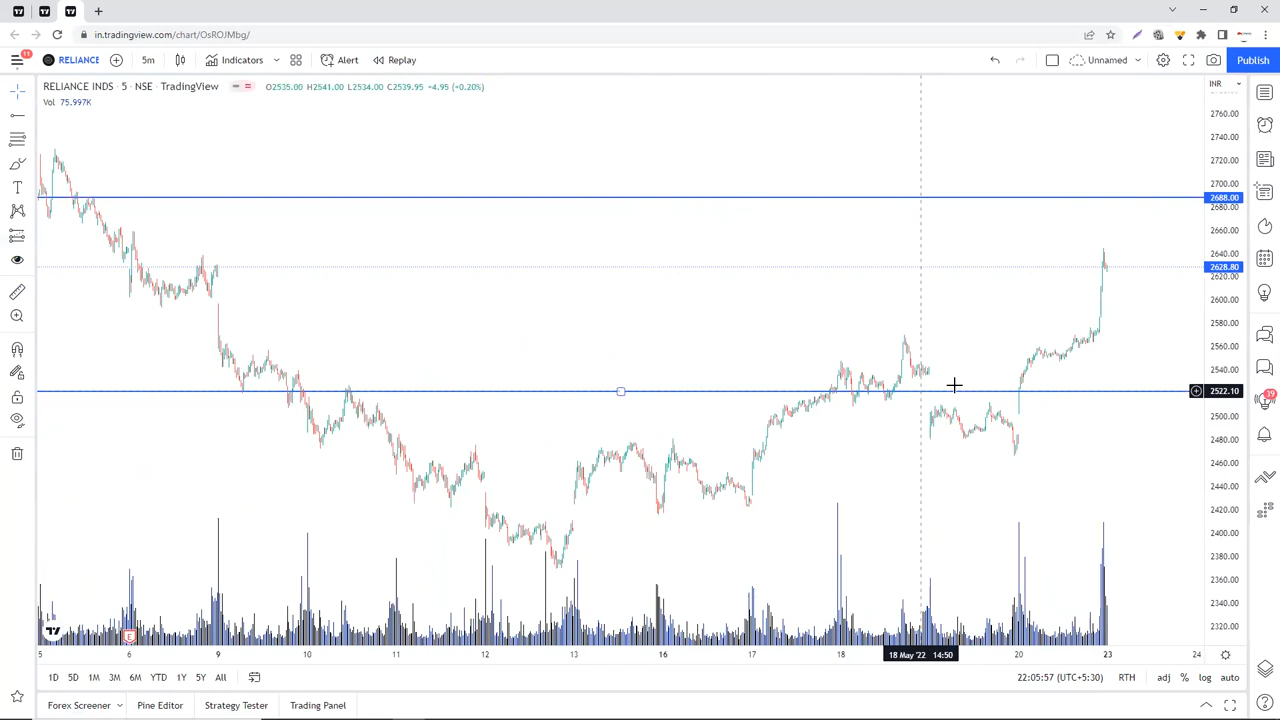 in.tradingview.com/chart/OsROJMbg/
11
RELIANCE
5m
Indicators
Alert
Replay
Unnamed
Publish
RELIANCE INDS · 5 · NSE · TradingView
O2535.00 H2541.00 L2534.00 C2539.95 +4.95 (+0.20%)
Vol 75.997K
INR
2760.00
2740.00
2720.00
2700.00
2688.00
2680.00
2660.00
2640.00
2628.80
2620.00
2600.00
2580.00
2560.00
2540.00
2522.10
2500.00
2480.00
2460.00
2440.00
2420.00
2400.00
2380.00
2360.00
2340.00
2320.00
E
5 6 9 10 11 12 13 16 17 18 18 May '22 14:50 20 23 24
1D 5D 1M 3M 6M YTD 1Y 5Y All
22:05:57 (UTC+5:30) RTH adj % log auto
Forex Screener Pine Editor Strategy Tester Trading Panel